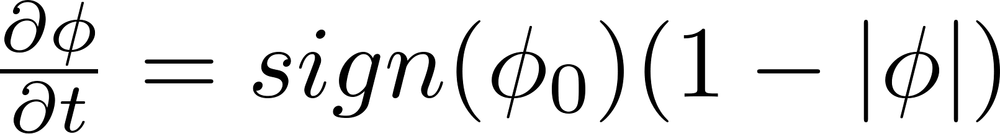 ∂ϕ/∂t = sign(ϕ₀)(1 − |ϕ|)